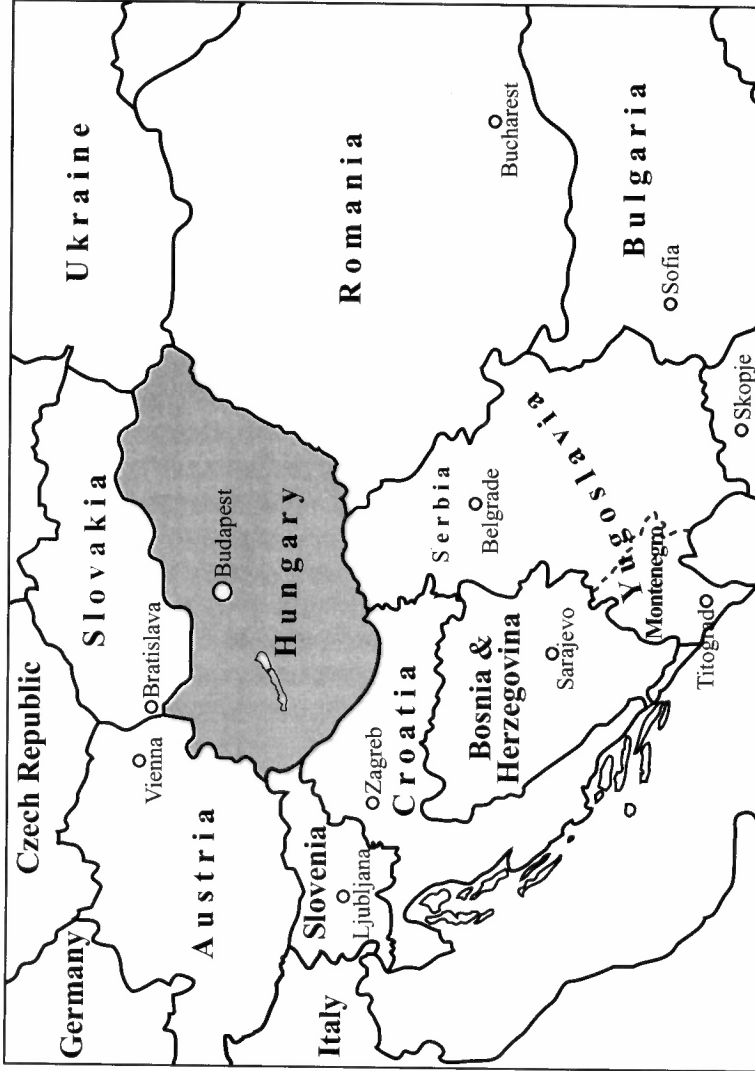 Germany
Czech Republic
Slovakia
Ukraine
Vienna
Bratislava
Austria
Budapest
Hungary
Romania
Italy
Slovenia
Ljubljana
Zagreb
Croatia
Serbia
Belgrade
Bucharest
Bosnia &
Herzegovina
Sarajevo
Yugoslavia
Montenegro
Titograd
Bulgaria
Sofia
Skopje